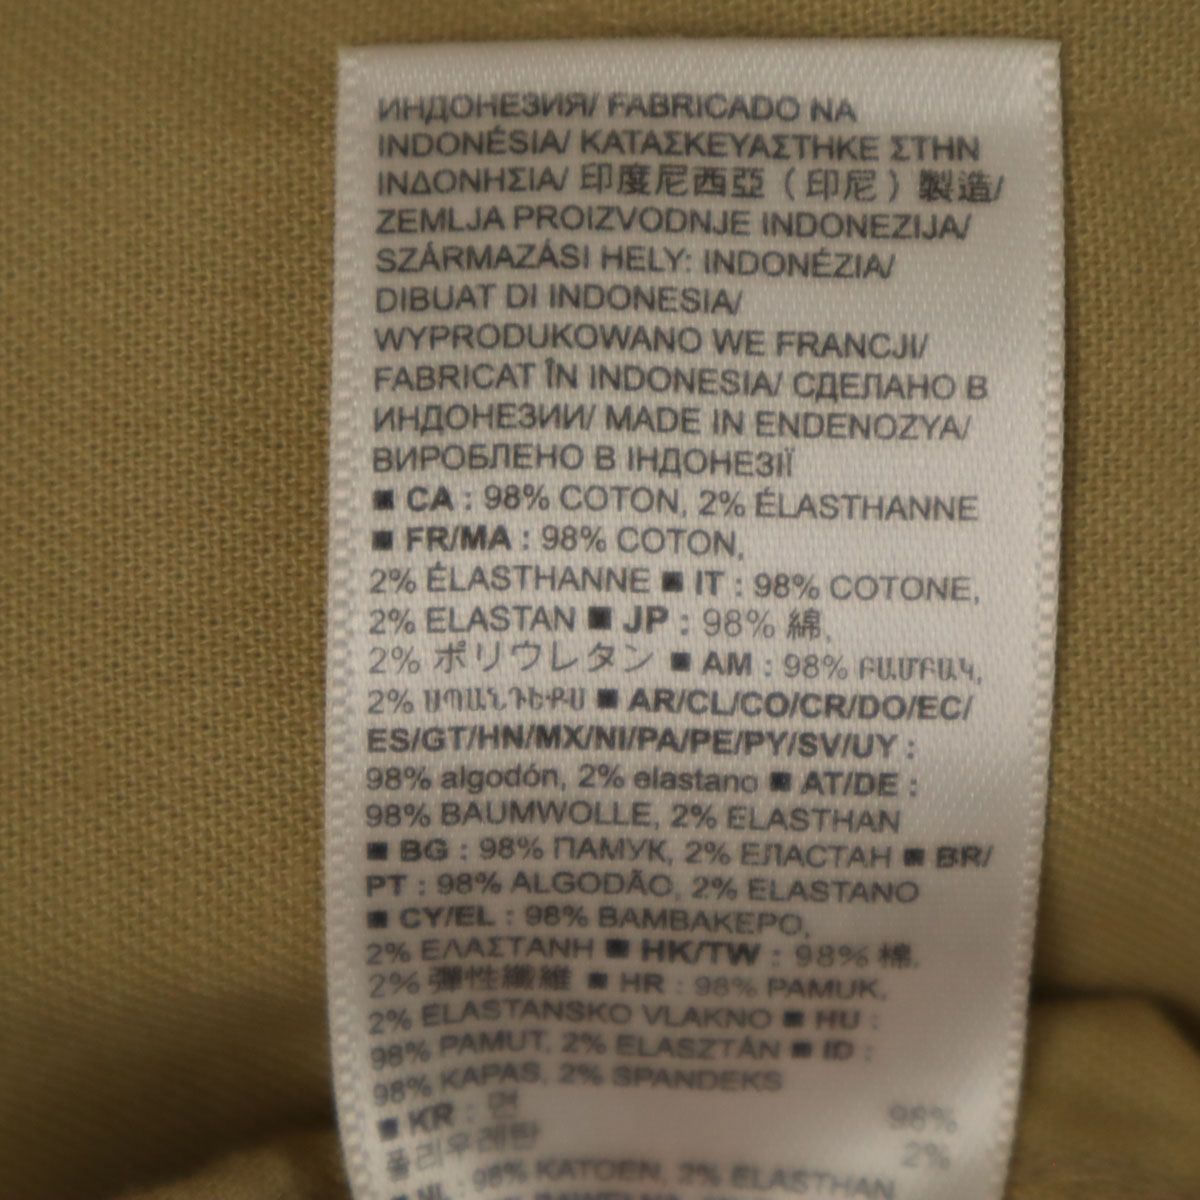 ИНДОНЕЗИЯ/ FABRICADO NA
INDONÉSIA/ ΚΑΤΑΣΚΕΥΑΣΤΗΚΕ ΣΤΗΝ
ΙΝΔΟΝΗΣΙΑ/ 印度尼西亞（印尼）製造/
ZEMLJA PROIZVODNJE INDONEZIJA/
SZÁRMAZÁSI HELY: INDONÉZIA/
DIBUAT DI INDONESIA/
WYPRODUKOWANO WE FRANCJI/
FABRICAT ÎN INDONESIA/ СДЕЛАНО В
ИНДОНЕЗИИ/ MADE IN ENDENOZYA/
ВИРОБЛЕНО В ІНДОНЕЗІЇ
■ CA : 98% COTON, 2% ÉLASTHANNE
■ FR/MA : 98% COTON,
2% ÉLASTHANNE ■ IT : 98% COTONE,
2% ELASTAN ■ JP : 98% 綿,
2% ポリウレタン ■ AM : 98% ԲԱՄԲԱԿ,
2% ՍՊԱՆԴԵՔՍ ■ AR/CL/CO/CR/DO/EC/
ES/GT/HN/MX/NI/PA/PE/PY/SV/UY :
98% algodón, 2% elastano ■ AT/DE :
98% BAUMWOLLE, 2% ELASTHAN
■ BG : 98% ПАМУК, 2% ЕЛАСТАН ■ BR/
PT : 98% ALGODÃO, 2% ELASTANO
■ CY/EL : 98% ΒΑΜΒΑΚΕΡΟ,
2% ΕΛΑΣΤΑΝΗ ■ HK/TW : 98% 棉,
2% 彈性纖維 ■ HR : 98% PAMUK,
2% ELASTANSKO VLAKNO ■ HU :
98% PAMUT, 2% ELASZTÁN ■ ID :
98% KAPAS, 2% SPANDEKS
■ KR : 면 98%
폴리우레탄 2%
■ NL : 98% KATOEN, 2% ELASTHAN